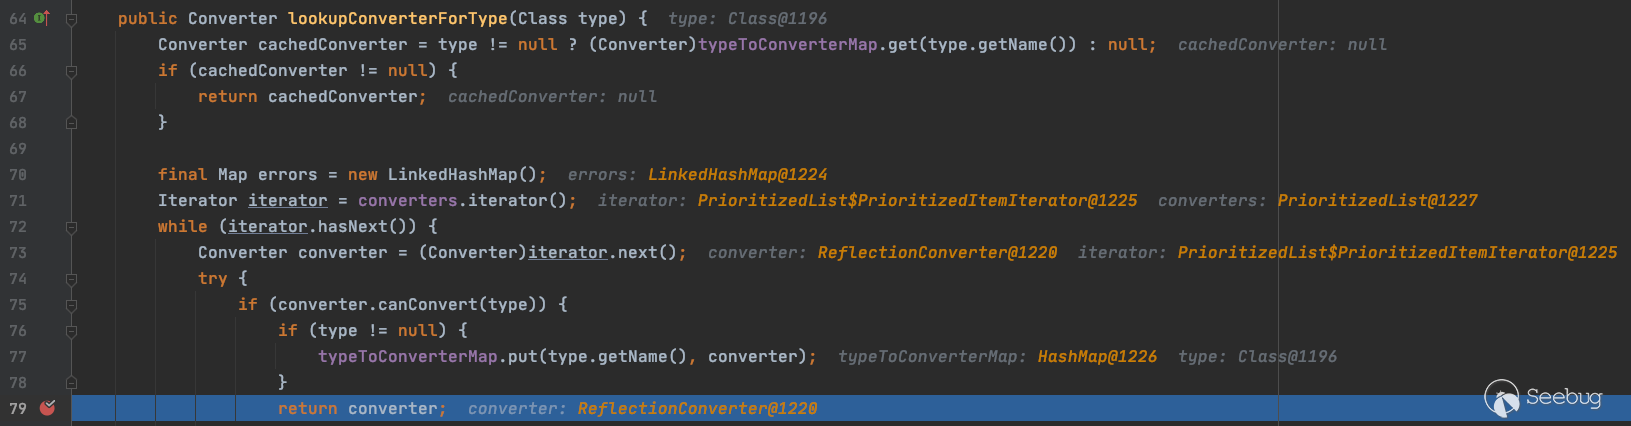 64 public Converter lookupConverterForType(Class type) { type: Class@1196
65 Converter cachedConverter = type != null ? (Converter)typeToConverterMap.get(type.getName()) : null; cachedConverter: null
66 if (cachedConverter != null) {
67 return cachedConverter; cachedConverter: null
68 }
69
70 final Map errors = new LinkedHashMap(); errors: LinkedHashMap@1224
71 Iterator iterator = converters.iterator(); iterator: PrioritizedList$PrioritizedItemIterator@1225 converters: PrioritizedList@1227
72 while (iterator.hasNext()) {
73 Converter converter = (Converter)iterator.next(); converter: ReflectionConverter@1220 iterator: PrioritizedList$PrioritizedItemIterator@1225
74 try {
75 if (converter.canConvert(type)) {
76 if (type != null) {
77 typeToConverterMap.put(type.getName(), converter); typeToConverterMap: HashMap@1226 type: Class@1196
78 }
79 return converter; converter: ReflectionConverter@1220
Seebug